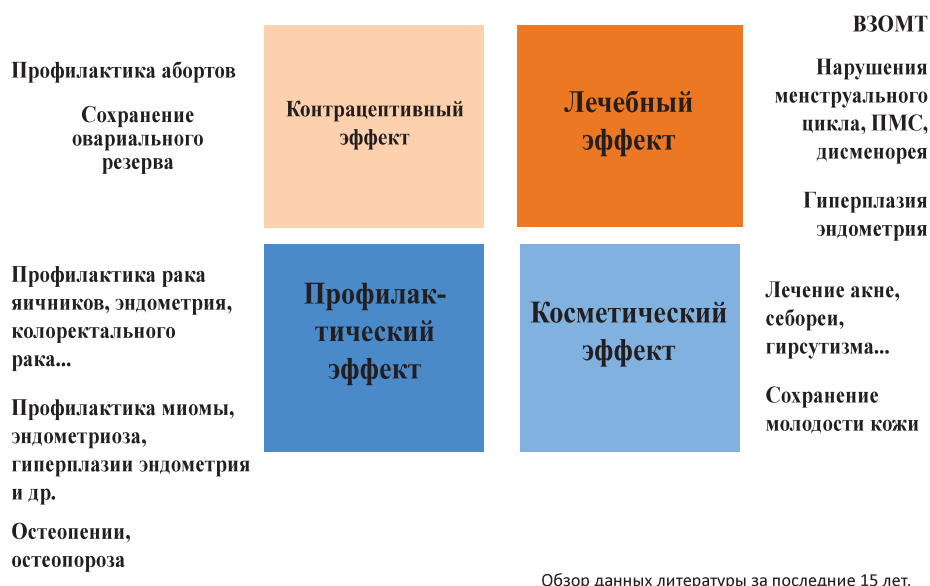 Профилактика абортов
Сохранение
овариального
резерва
Контрацептивный
эффект
Лечебный
эффект
ВЗОМТ
Нарушения
менструального
цикла, ПМС,
дисменорея
Гиперплазия
эндометрия
Профилактика рака
яичников, эндометрия,
колоректального
рака...
Профилактика миомы,
эндометриоза,
гиперплазии эндометрия
и др.
Остеопении,
остеопороза
Профилак-
тический
эффект
Косметический
эффект
Лечение акне,
себореи,
гирсутизма...
Сохранение
молодости кожи
Обзор данных литературы за последние 15 лет.